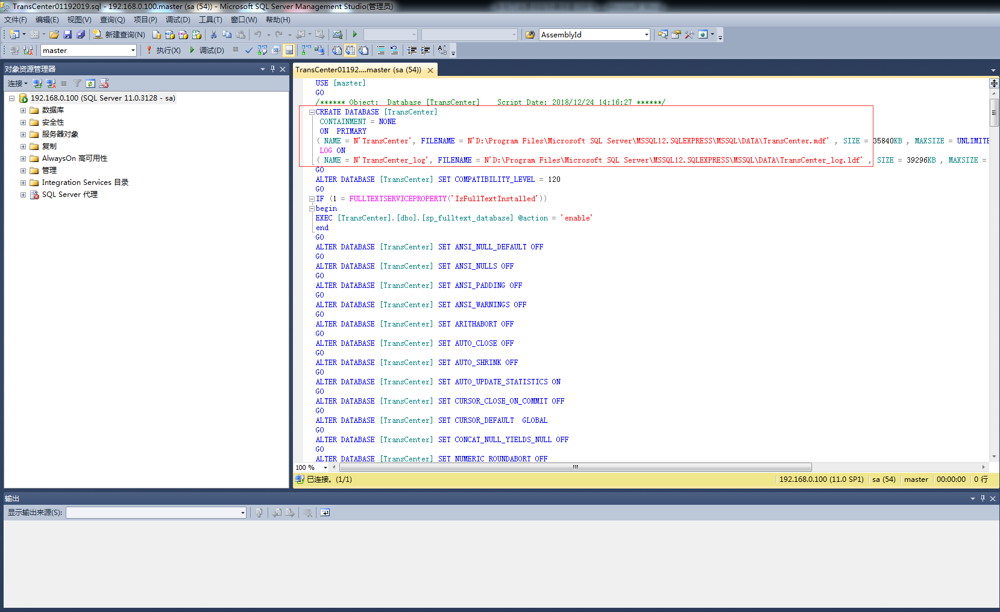 TransCenter01192019.sql - 192.168.0.100.master (sa (54)) - Microsoft SQL Server Management Studio(管理员)
文件(F) 编辑(E) 视图(V) 查询(Q) 项目(P) 调试(D) 工具(T) 窗口(W) 帮助(H)
新建查询(N) AssemblyId
master 执行(X) 调试(D)
对象资源管理器
连接
192.168.0.100 (SQL Server 11.0.3128 - sa)
数据库
安全性
服务器对象
复制
AlwaysOn 高可用性
管理
Integration Services 目录
SQL Server 代理
TransCenter01192....master (sa (54))
USE [master]
GO
/****** Object:  Database [TransCenter]    Script Date: 2018/12/24 14:16:27 ******/
CREATE DATABASE [TransCenter]
CONTAINMENT = NONE
ON  PRIMARY
( NAME = N'TransCenter', FILENAME = N'D:\Program Files\Microsoft SQL Server\MSSQL12.SQLEXPRESS\MSSQL\DATA\TransCenter.mdf' , SIZE = 35840KB , MAXSIZE = UNLIMITE
LOG ON
( NAME = N'TransCenter_log', FILENAME = N'D:\Program Files\Microsoft SQL Server\MSSQL12.SQLEXPRESS\MSSQL\DATA\TransCenter_log.ldf' , SIZE = 39296KB , MAXSIZE =
GO
ALTER DATABASE [TransCenter] SET COMPATIBILITY_LEVEL = 120
GO
IF (1 = FULLTEXTSERVICEPROPERTY('IsFullTextInstalled'))
begin
EXEC [TransCenter].[dbo].[sp_fulltext_database] @action = 'enable'
end
GO
ALTER DATABASE [TransCenter] SET ANSI_NULL_DEFAULT OFF
GO
ALTER DATABASE [TransCenter] SET ANSI_NULLS OFF
GO
ALTER DATABASE [TransCenter] SET ANSI_PADDING OFF
GO
ALTER DATABASE [TransCenter] SET ANSI_WARNINGS OFF
GO
ALTER DATABASE [TransCenter] SET ARITHABORT OFF
GO
ALTER DATABASE [TransCenter] SET AUTO_CLOSE OFF
GO
ALTER DATABASE [TransCenter] SET AUTO_SHRINK OFF
GO
ALTER DATABASE [TransCenter] SET AUTO_UPDATE_STATISTICS ON
GO
ALTER DATABASE [TransCenter] SET CURSOR_CLOSE_ON_COMMIT OFF
GO
ALTER DATABASE [TransCenter] SET CURSOR_DEFAULT  GLOBAL
GO
ALTER DATABASE [TransCenter] SET CONCAT_NULL_YIELDS_NULL OFF
GO
ALTER DATABASE [TransCenter] SET NUMERIC_ROUNDABORT OFF
100 %
已连接。(1/1) 192.168.0.100 (11.0 SP1) sa (54) master 00:00:00 0 行
输出
显示输出来源(S):